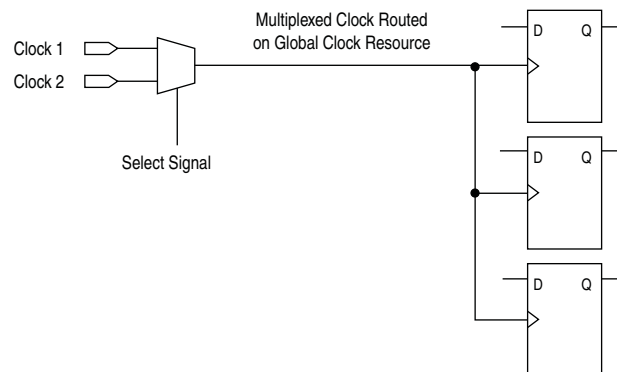 Multiplexed Clock Routed
on Global Clock Resource
Clock 1
Clock 2
Select Signal
D Q
D Q
D Q